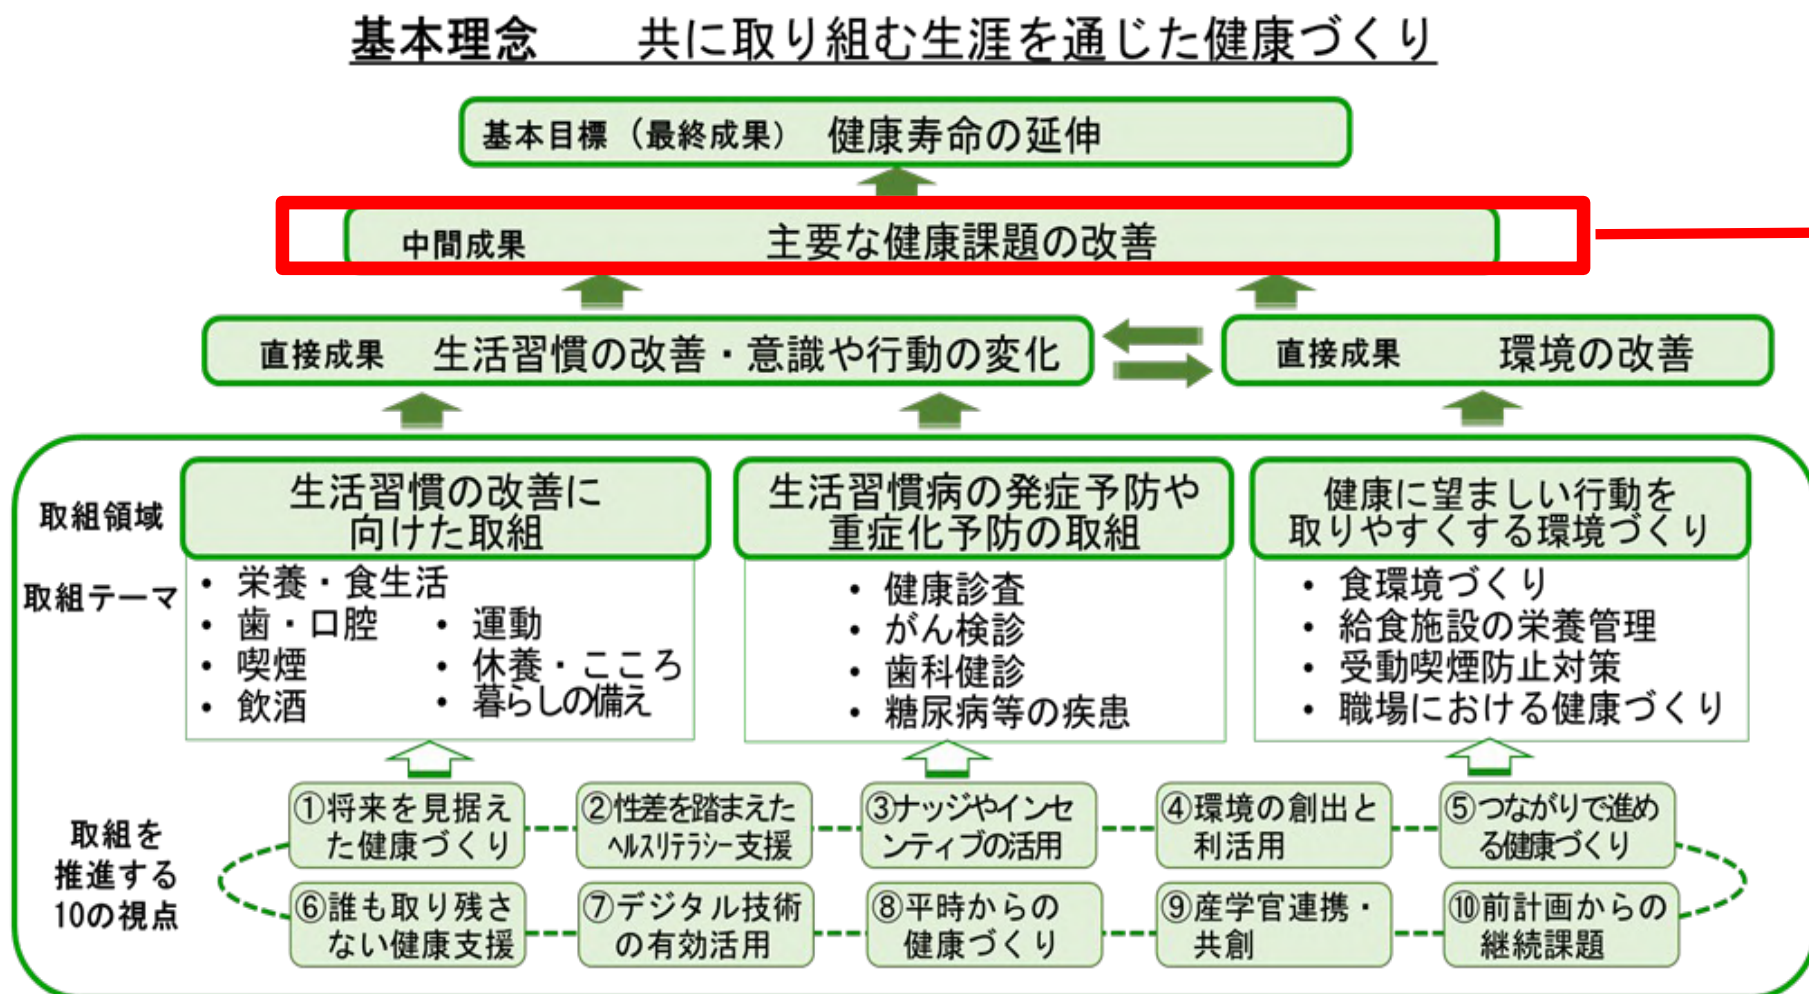 基本理念　共に取り組む生涯を通じた健康づくり
基本目標（最終成果）　健康寿命の延伸
中間成果　主要な健康課題の改善
直接成果　生活習慣の改善・意識や行動の変化
直接成果　環境の改善
取組領域
生活習慣の改善に
向けた取組
生活習慣病の発症予防や
重症化予防の取組
健康に望ましい行動を
取りやすくする環境づくり
取組テーマ
• 栄養・食生活
• 歯・口腔
• 喫煙
• 飲酒
• 運動
• 休養・こころ
• 暮らしの備え
• 健康診査
• がん検診
• 歯科健診
• 糖尿病等の疾患
• 食環境づくり
• 給食施設の栄養管理
• 受動喫煙防止対策
• 職場における健康づくり
取組を
推進する
10の視点
①将来を見据え
た健康づくり
②性差を踏まえた
ﾍﾙｽﾘﾃﾗｼｰ支援
③ナッジやインセ
ンティブの活用
④環境の創出と
利活用
⑤つながりで進め
る健康づくり
⑥誰も取り残さ
ない健康支援
⑦デジタル技術
の有効活用
⑧平時からの
健康づくり
⑨産学官連携・
共創
⑩前計画からの
継続課題